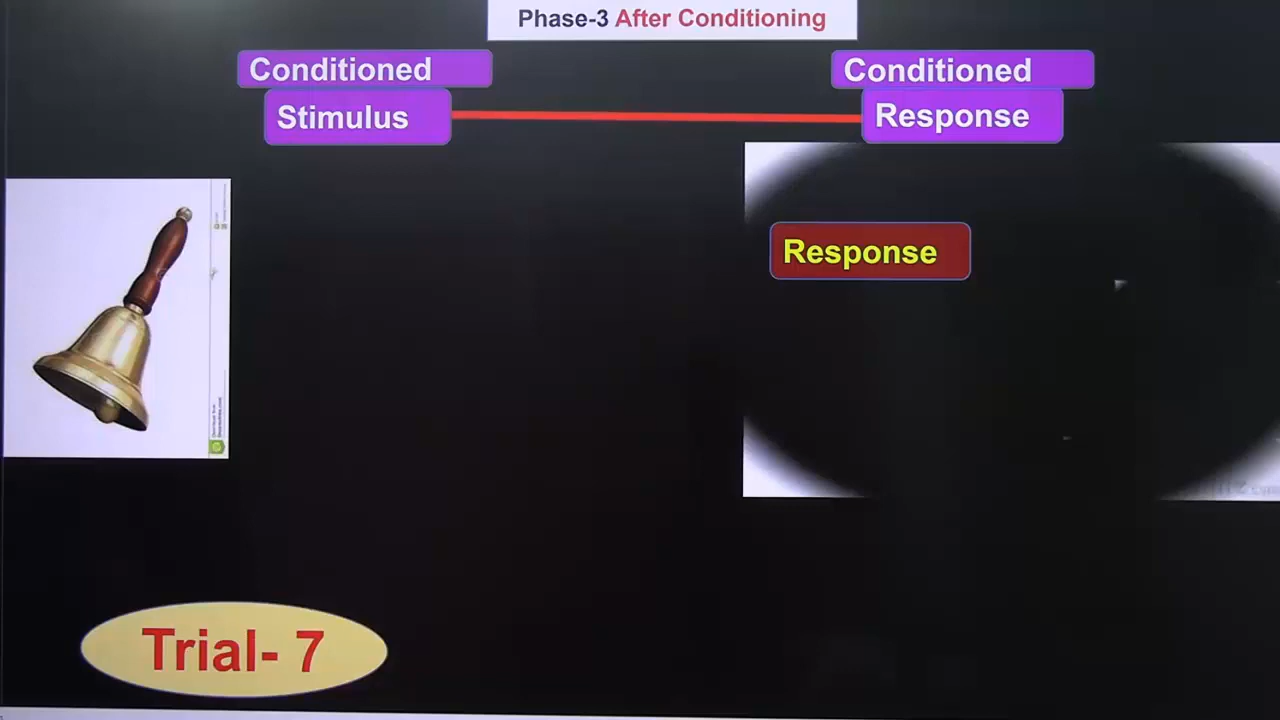 Phase-3 After Conditioning
Conditioned
Stimulus
Conditioned
Response
Response
Trial- 7